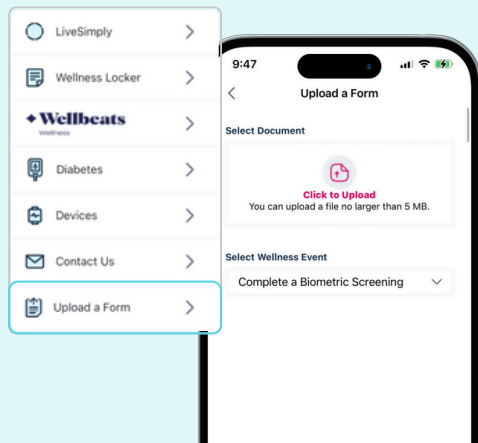 LiveSimply
Wellness Locker
Wellbeats
Wellness
Diabetes
Devices
Contact Us
Upload a Form
9:47
Upload a Form
Select Document
Click to Upload
You can upload a file no larger than 5 MB.
Select Wellness Event
Complete a Biometric Screening